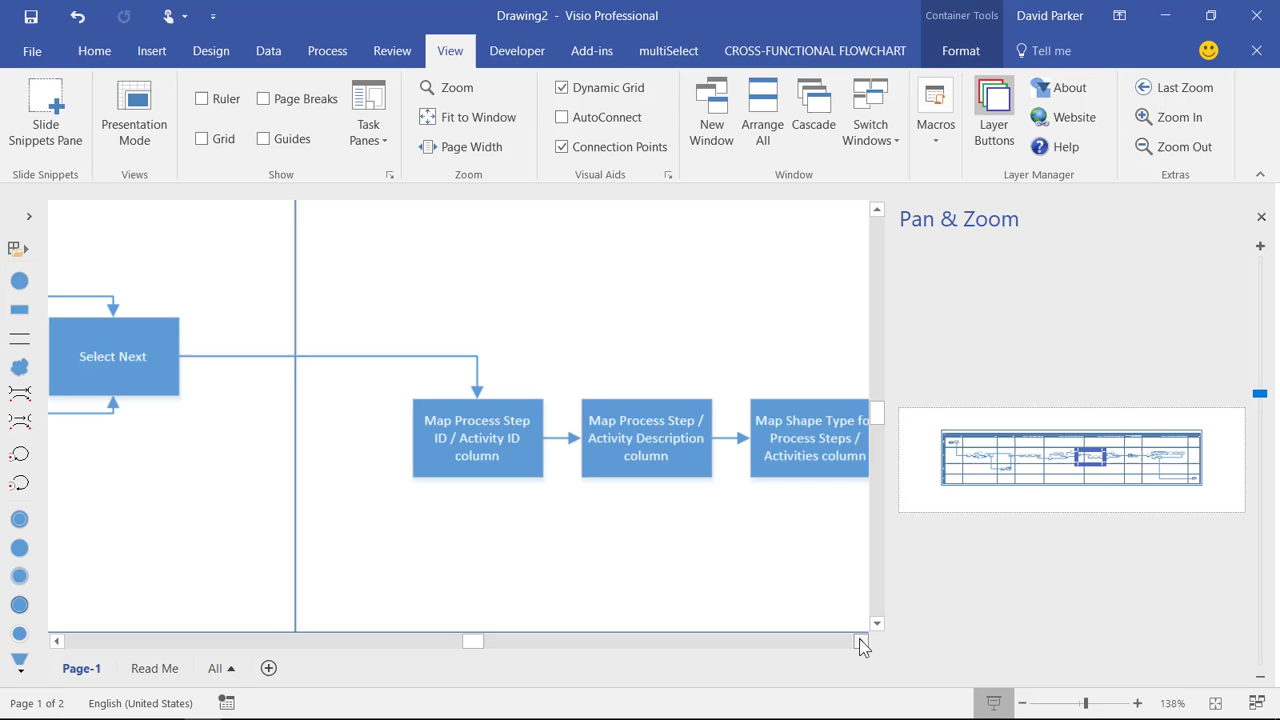 Drawing2 - Visio Professional
Container Tools
David Parker
File
Home
Insert
Design
Data
Process
Review
View
Developer
Add-ins
multiSelect
CROSS-FUNCTIONAL FLOWCHART
Format
Tell me
Slide
Snippets Pane
Slide Snippets
Presentation
Mode
Views
Ruler
Page Breaks
Grid
Guides
Task
Panes
Show
Zoom
Fit to Window
Page Width
Zoom
Dynamic Grid
AutoConnect
Connection Points
Visual Aids
New
Window
Arrange
All
Cascade
Switch
Windows
Window
Macros
Layer
Buttons
About
Website
Help
Layer Manager
Last Zoom
Zoom In
Zoom Out
Extras
Pan & Zoom
Select Next
Map Process Step
ID / Activity ID
column
Map Process Step /
Activity Description
column
Map Shape Type fo
Process Steps /
Activities column
Page-1
Read Me
All
Page 1 of 2
English (United States)
138%